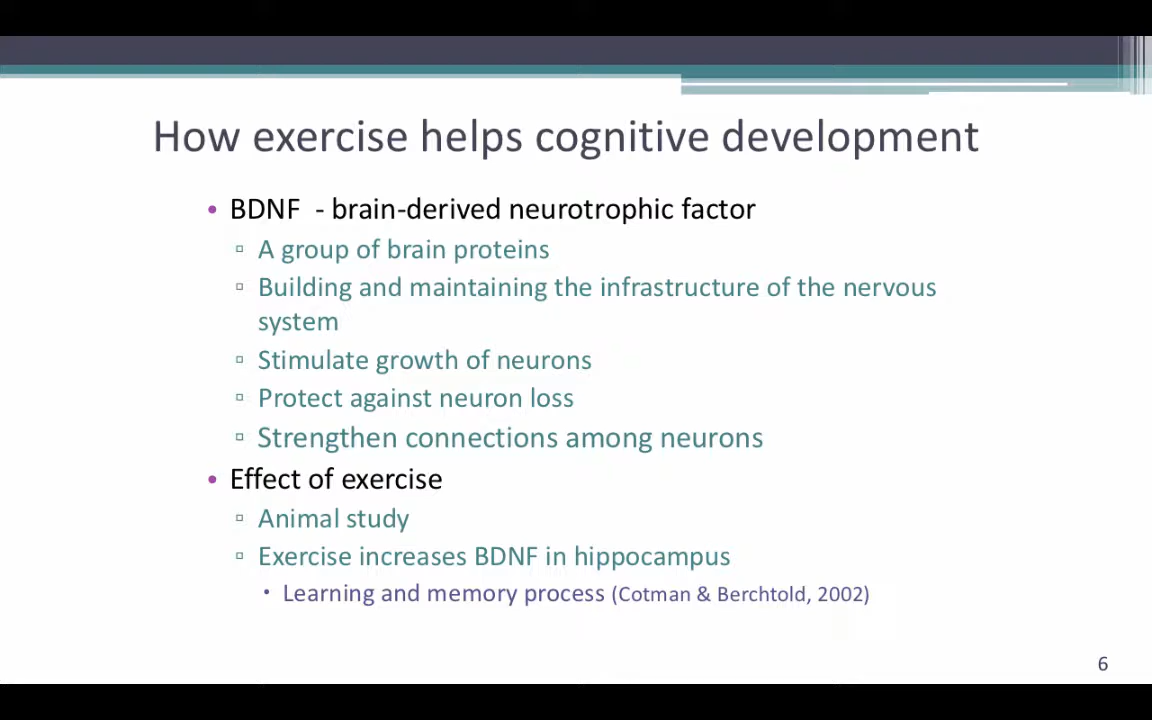 How exercise helps cognitive development
• BDNF - brain-derived neurotrophic factor
▫ A group of brain proteins
▫ Building and maintaining the infrastructure of the nervous
system
▫ Stimulate growth of neurons
▫ Protect against neuron loss
▫ Strengthen connections among neurons
• Effect of exercise
▫ Animal study
▫ Exercise increases BDNF in hippocampus
▪ Learning and memory process (Cotman & Berchtold, 2002)
6